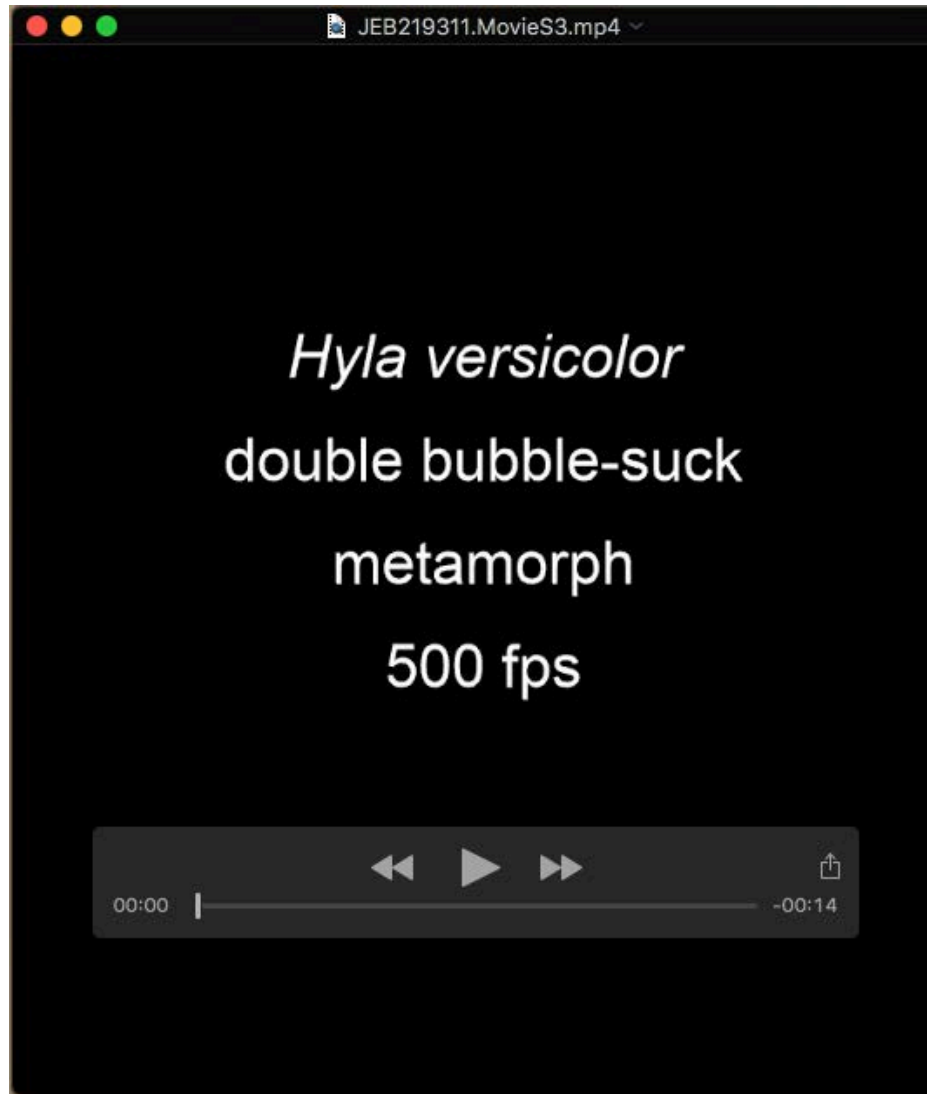 JEB219311.MovieS3.mp4
Hyla versicolor
double bubble-suck
metamorph
500 fps
00:00
-00:14